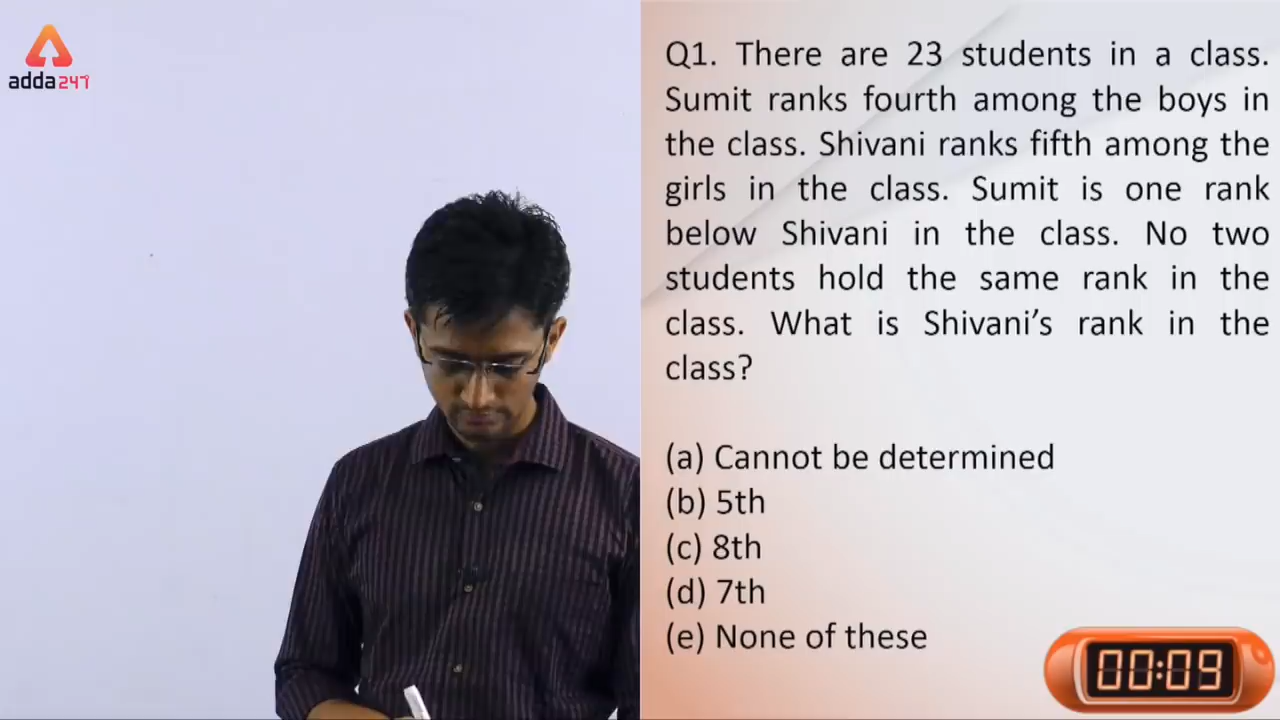 adda247
Q1. There are 23 students in a class.
Sumit ranks fourth among the boys in
the class. Shivani ranks fifth among the
girls in the class. Sumit is one rank
below Shivani in the class. No two
students hold the same rank in the
class. What is Shivani’s rank in the
class?
(a) Cannot be determined
(b) 5th
(c) 8th
(d) 7th
(e) None of these
00:09